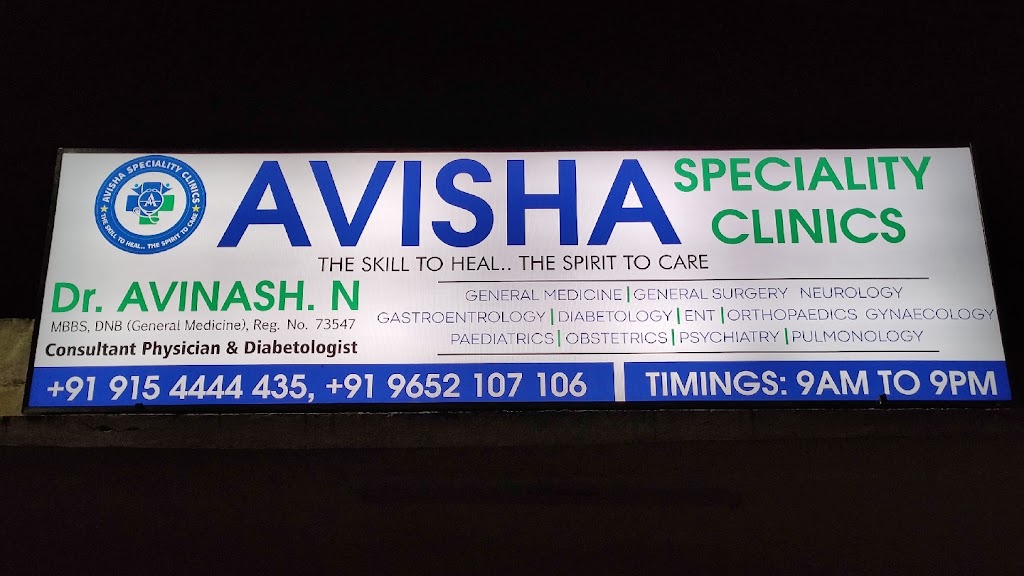 AVISHA SPECIALITY CLINICS
THE SKILL TO HEAL.. THE SPIRIT TO CARE
A
AVISHA
SPECIALITY
CLINICS
THE SKILL TO HEAL.. THE SPIRIT TO CARE
Dr. AVINASH. N
MBBS, DNB (General Medicine), Reg. No. 73547
Consultant Physician & Diabetologist
GENERAL MEDICINE | GENERAL SURGERY NEUROLOGY
GASTROENTROLOGY | DIABETOLOGY | ENT | ORTHOPAEDICS GYNAECOLOGY
PAEDIATRICS | OBSTETRICS | PSYCHIATRY | PULMONOLOGY
+91 915 4444 435, +91 9652 107 106
TIMINGS: 9AM TO 9PM